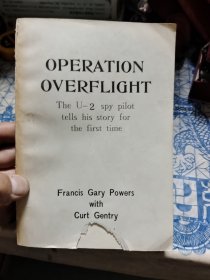 OPERATION
OVERFLIGHT
The U-2 spy pilot
tells his story for
the first time
Francis Gary Powers
with
Curt Gentry